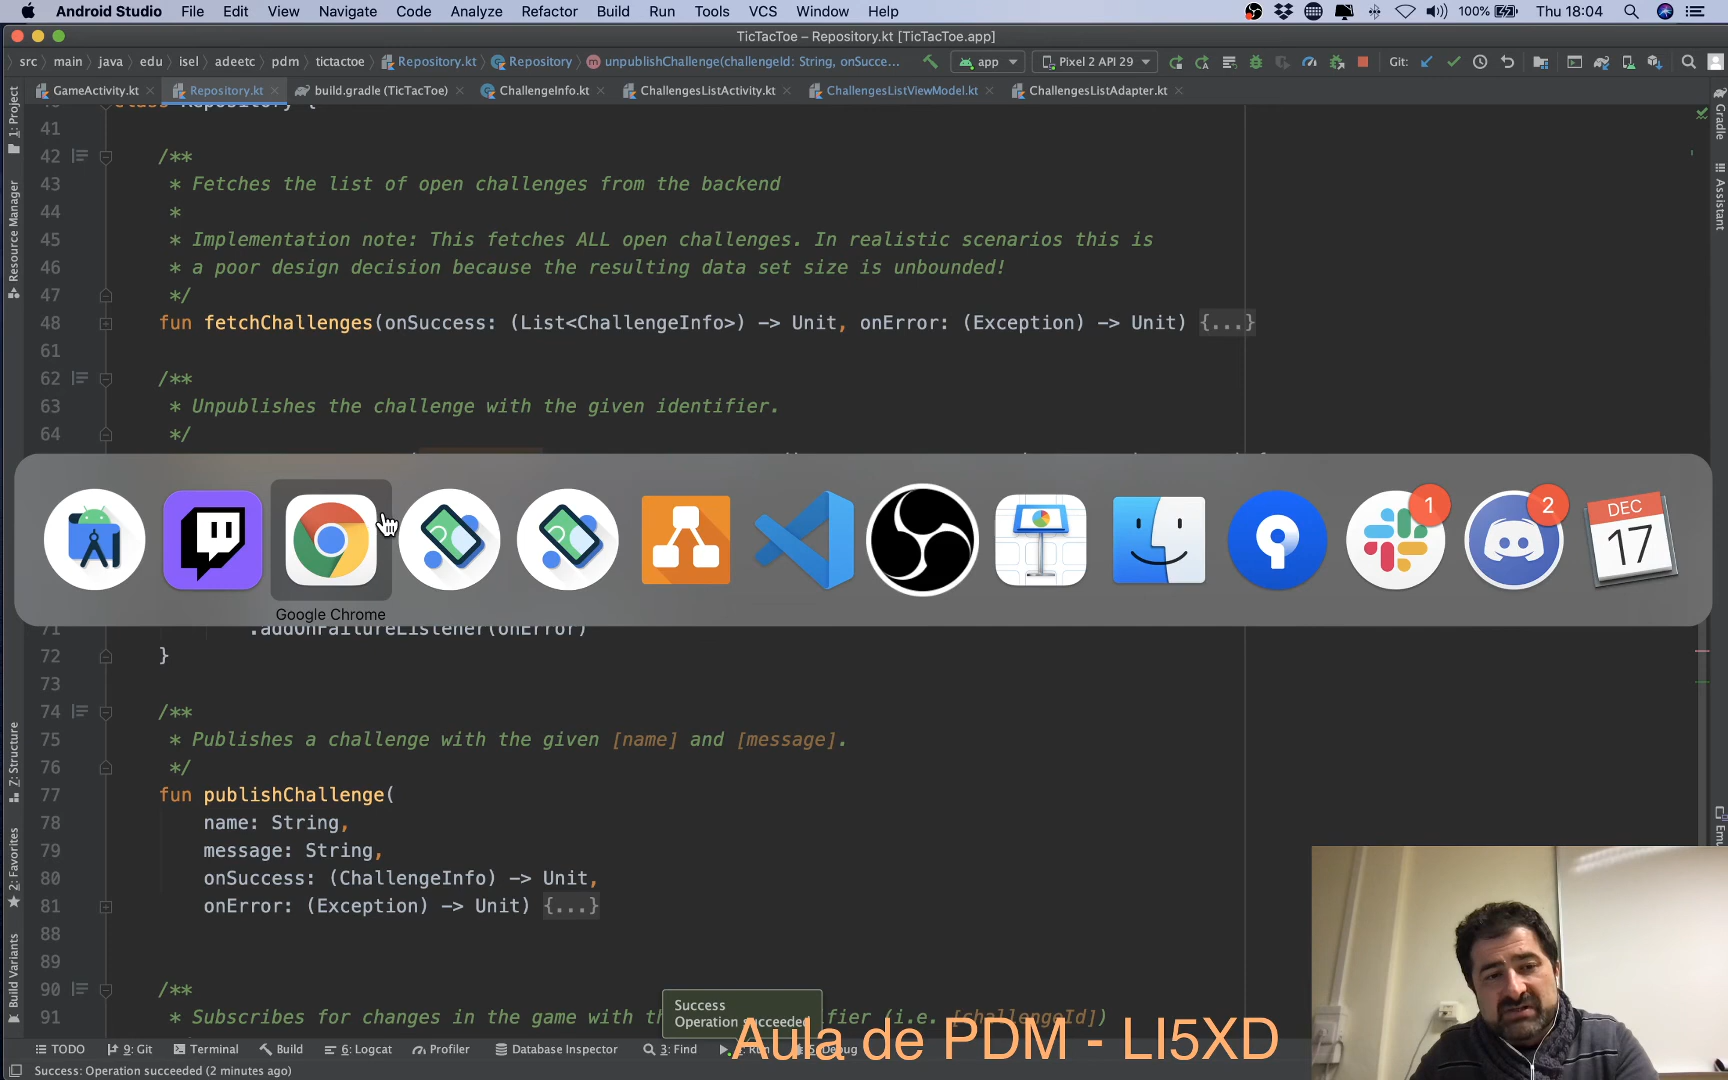 Android Studio File Edit View Navigate Code Analyze Refactor Build Run Tools VCS Window Help 100% Thu 18:04
TicTacToe – Repository.kt [TicTacToe.app]
src main java edu isel adeetc pdm tictactoe Repository.kt Repository unpublishChallenge(challengeId: String, onSucce... app Pixel 2 API 29 Git:
GameActivity.kt Repository.kt build.gradle (TicTacToe) ChallengeInfo.kt ChallengesListActivity.kt ChallengesListViewModel.kt ChallengesListAdapter.kt
41
42 /**
43 * Fetches the list of open challenges from the backend
44 *
45 * Implementation note: This fetches ALL open challenges. In realistic scenarios this is
46 * a poor design decision because the resulting data set size is unbounded!
47 */
48 fun fetchChallenges(onSuccess: (List<ChallengeInfo>) -> Unit, onError: (Exception) -> Unit) {...}
61
62 /**
63 * Unpublishes the challenge with the given identifier.
64 */
1 2 DEC 17
Google Chrome
71 .addOnFailureListener(onError)
72 }
73
74 /**
75 * Publishes a challenge with the given [name] and [message].
76 */
77 fun publishChallenge(
78 name: String,
79 message: String,
80 onSuccess: (ChallengeInfo) -> Unit,
81 onError: (Exception) -> Unit) {...}
88
89
90 /**
91 * Subscribes for changes in the game with th ifier (i.e. [challengeId])
Success
Operation succeeded
Aula de PDM - LI5XD
TODO 9: Git Terminal Build 6: Logcat Profiler Database Inspector 3: Find
Success: Operation succeeded (2 minutes ago)
1: Project
Resource Manager
Z: Structure
2: Favorites
Build Variants
Gradle
Assistant
Emu